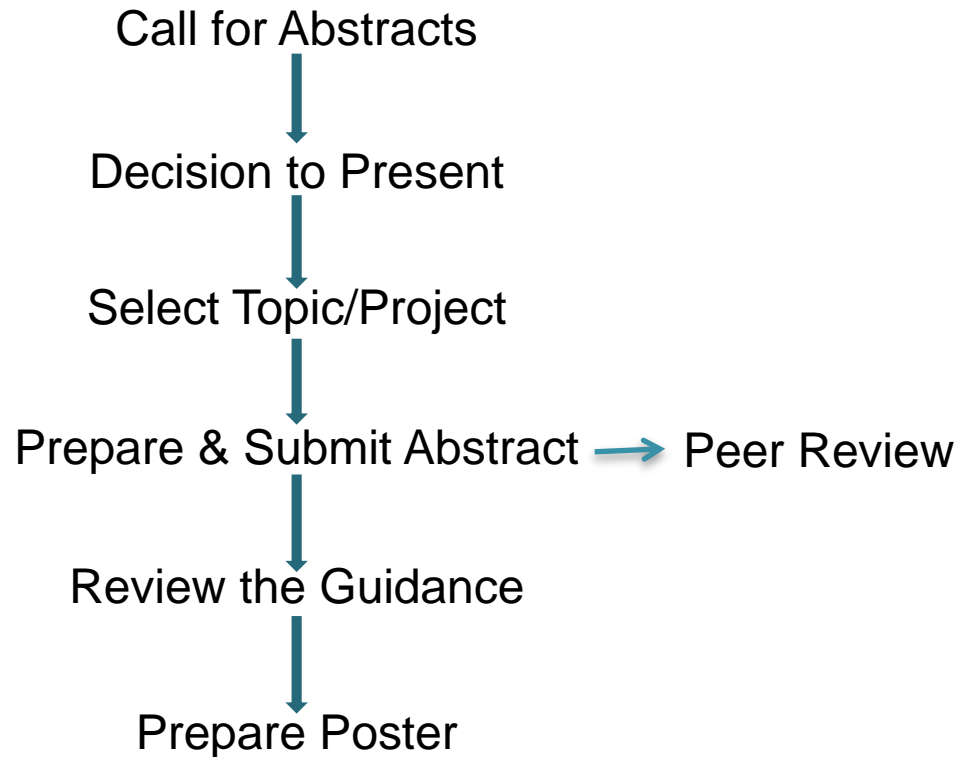 Call for Abstracts
Decision to Present
Select Topic/Project
Prepare & Submit Abstract
Peer Review
Review the Guidance
Prepare Poster